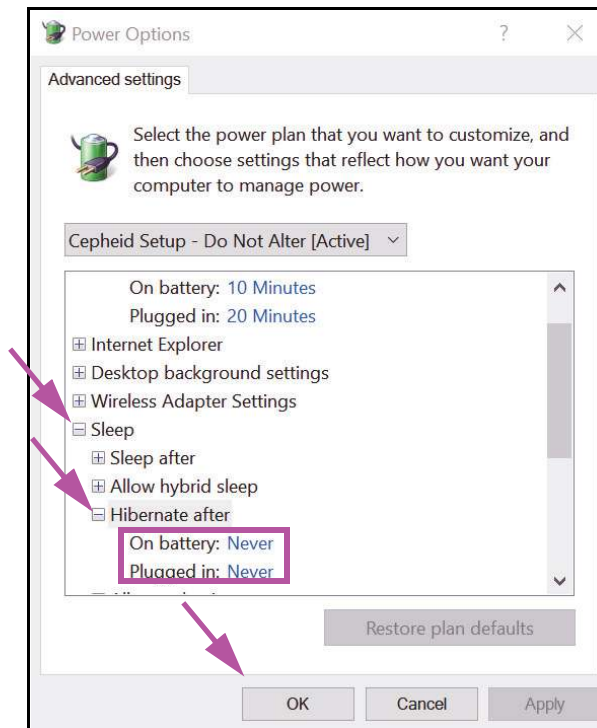 Power Options
Advanced settings
Select the power plan that you want to customize, and
then choose settings that reflect how you want your
computer to manage power.
Cepheid Setup - Do Not Alter [Active]
On battery: 10 Minutes
Plugged in: 20 Minutes
Internet Explorer
Desktop background settings
Wireless Adapter Settings
Sleep
Sleep after
Allow hybrid sleep
Hibernate after
On battery: Never
Plugged in: Never
Restore plan defaults
OK Cancel Apply